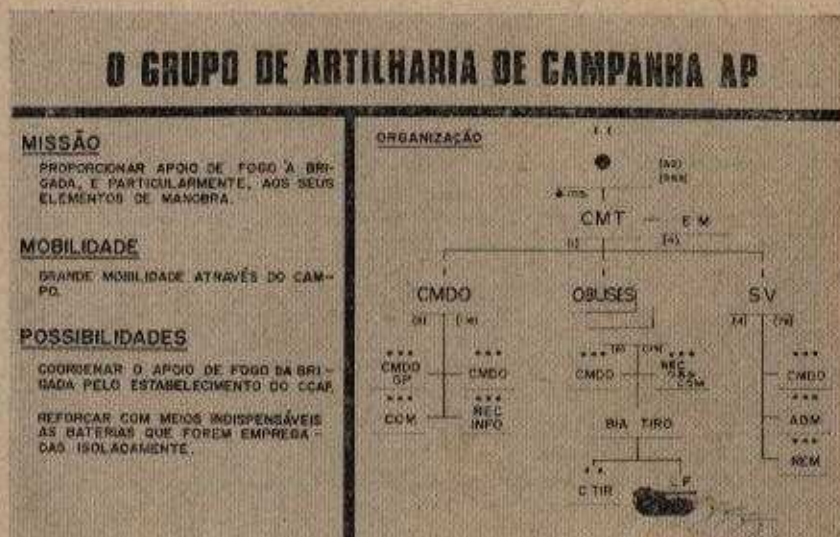 O GRUPO DE ARTILHARIA DE CAMPANHA AP
MISSÃO
PROPORCIONAR APOIO DE FOGO À BRI-
GADA, E PARTICULARMENTE, AOS SEUS
ELEMENTOS DE MANOBRA.
MOBILIDADE
GRANDE MOBILIDADE ATRAVÉS DO CAM-
PO.
POSSIBILIDADES
COORDENAR O APOIO DE FOGO DA BRI-
GADA PELO ESTABELECIMENTO DO CCAF.
REFORÇAR COM MEIOS INDISPENSÁVEIS
AS BATERIAS QUE FOREM EMPREGA-
DAS ISOLADAMENTE.
ORGANIZAÇÃO
CMT EM
CMDO OBUSES SV
CMDO
GP
CMDO
COM
REC
INFO
CMDO
BIA TIRO
C TIR
LF
CMDO
ADM
REM